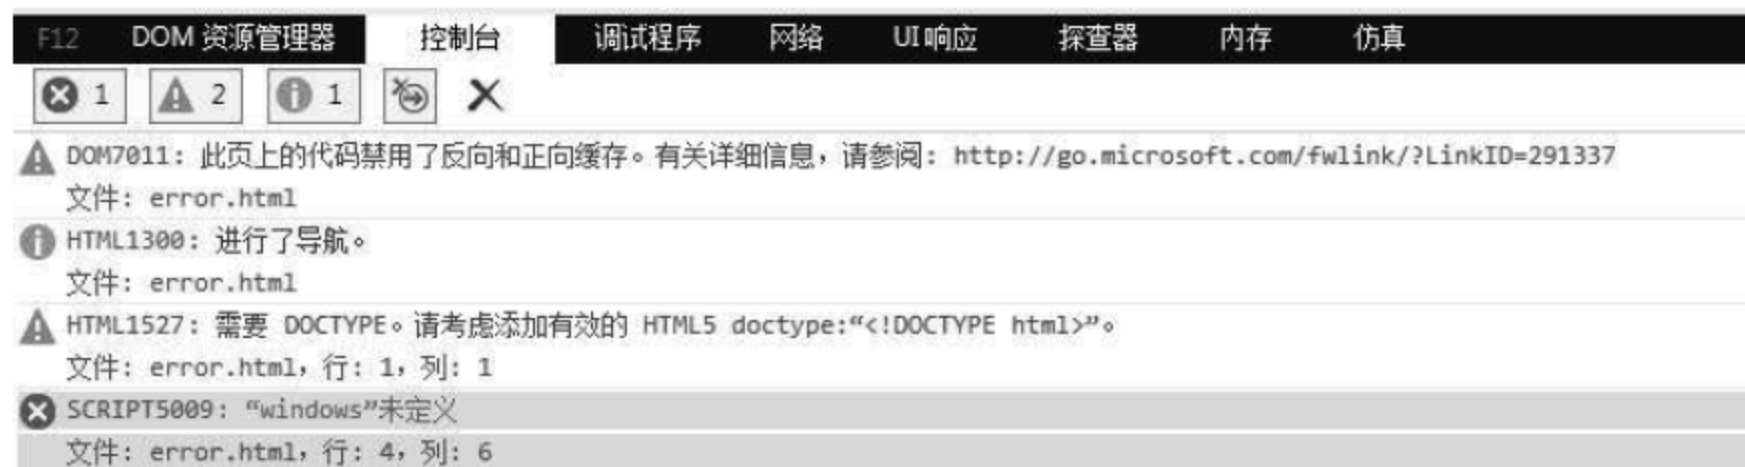 F12 DOM 资源管理器 控制台 调试程序 网络 UI 响应 探查器 内存 仿真
1 2 1
DOM7011: 此页上的代码禁用了反向和正向缓存。有关详细信息，请参阅: http://go.microsoft.com/fwlink/?LinkID=291337
文件: error.html
HTML1300: 进行了导航。
文件: error.html
HTML1527: 需要 DOCTYPE。请考虑添加有效的 HTML5 doctype:“<!DOCTYPE html>”。
文件: error.html，行: 1，列: 1
SCRIPT5009: “windows”未定义
文件: error.html，行: 4，列: 6